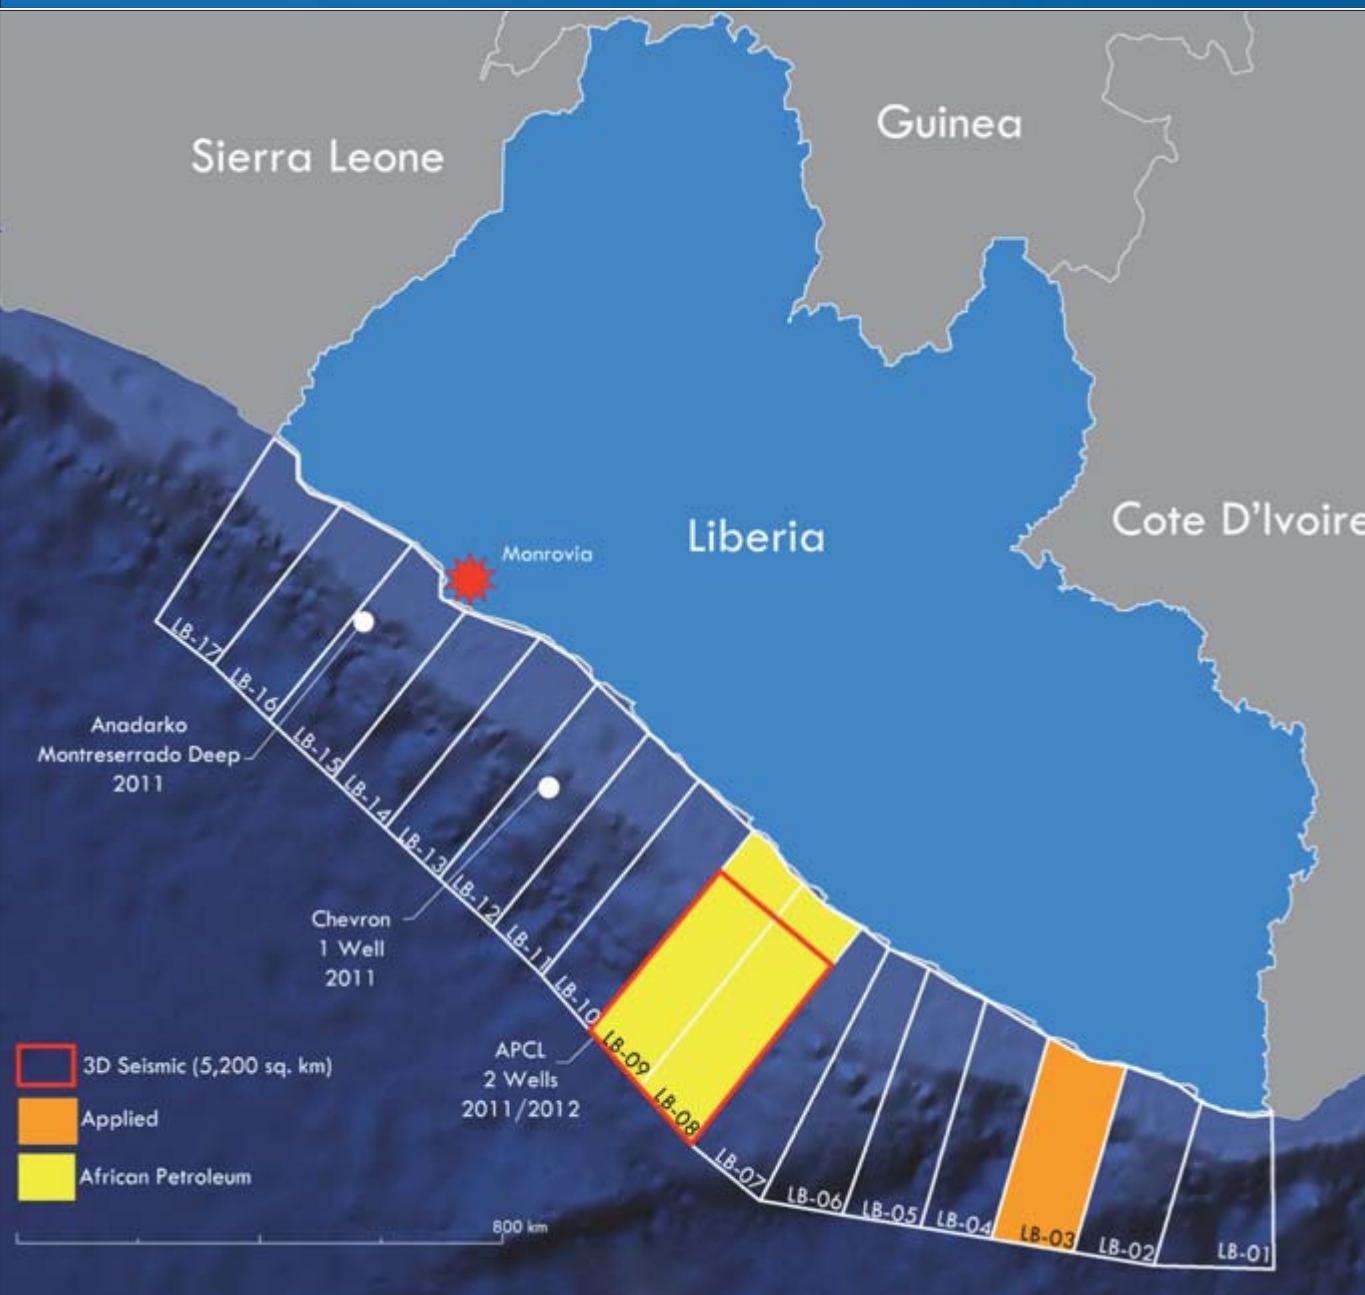 Guinea
Sierra Leone
Cote D'Ivoire
Liberia
Monrovia
LB-17
LB-16
LB-15
LB-14
LB-13
LB-12
LB-11
LB-10
LB-09
LB-08
LB-07
LB-06
LB-05
LB-04
LB-03
LB-02
LB-01
Anadarko
Montreserrado Deep
2011
Chevron
1 Well
2011
APCL
2 Wells
2011/2012
3D Seismic (5,200 sq. km)
Applied
African Petroleum
800 km